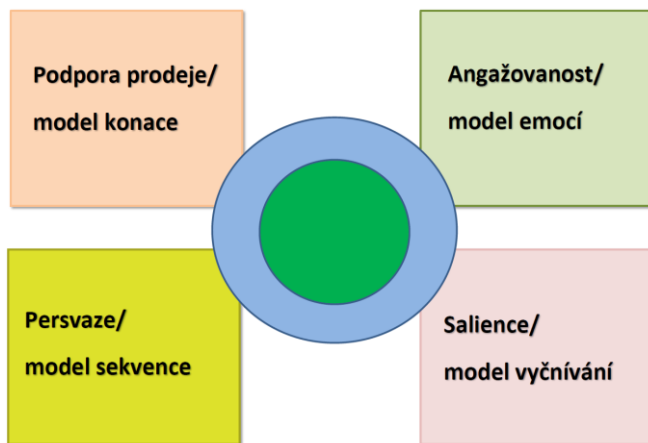 Podpora prodeje/
model konace
Angažovanost/
model emocí
Persvaze/
model sekvence
Salience/
model vyčnívání